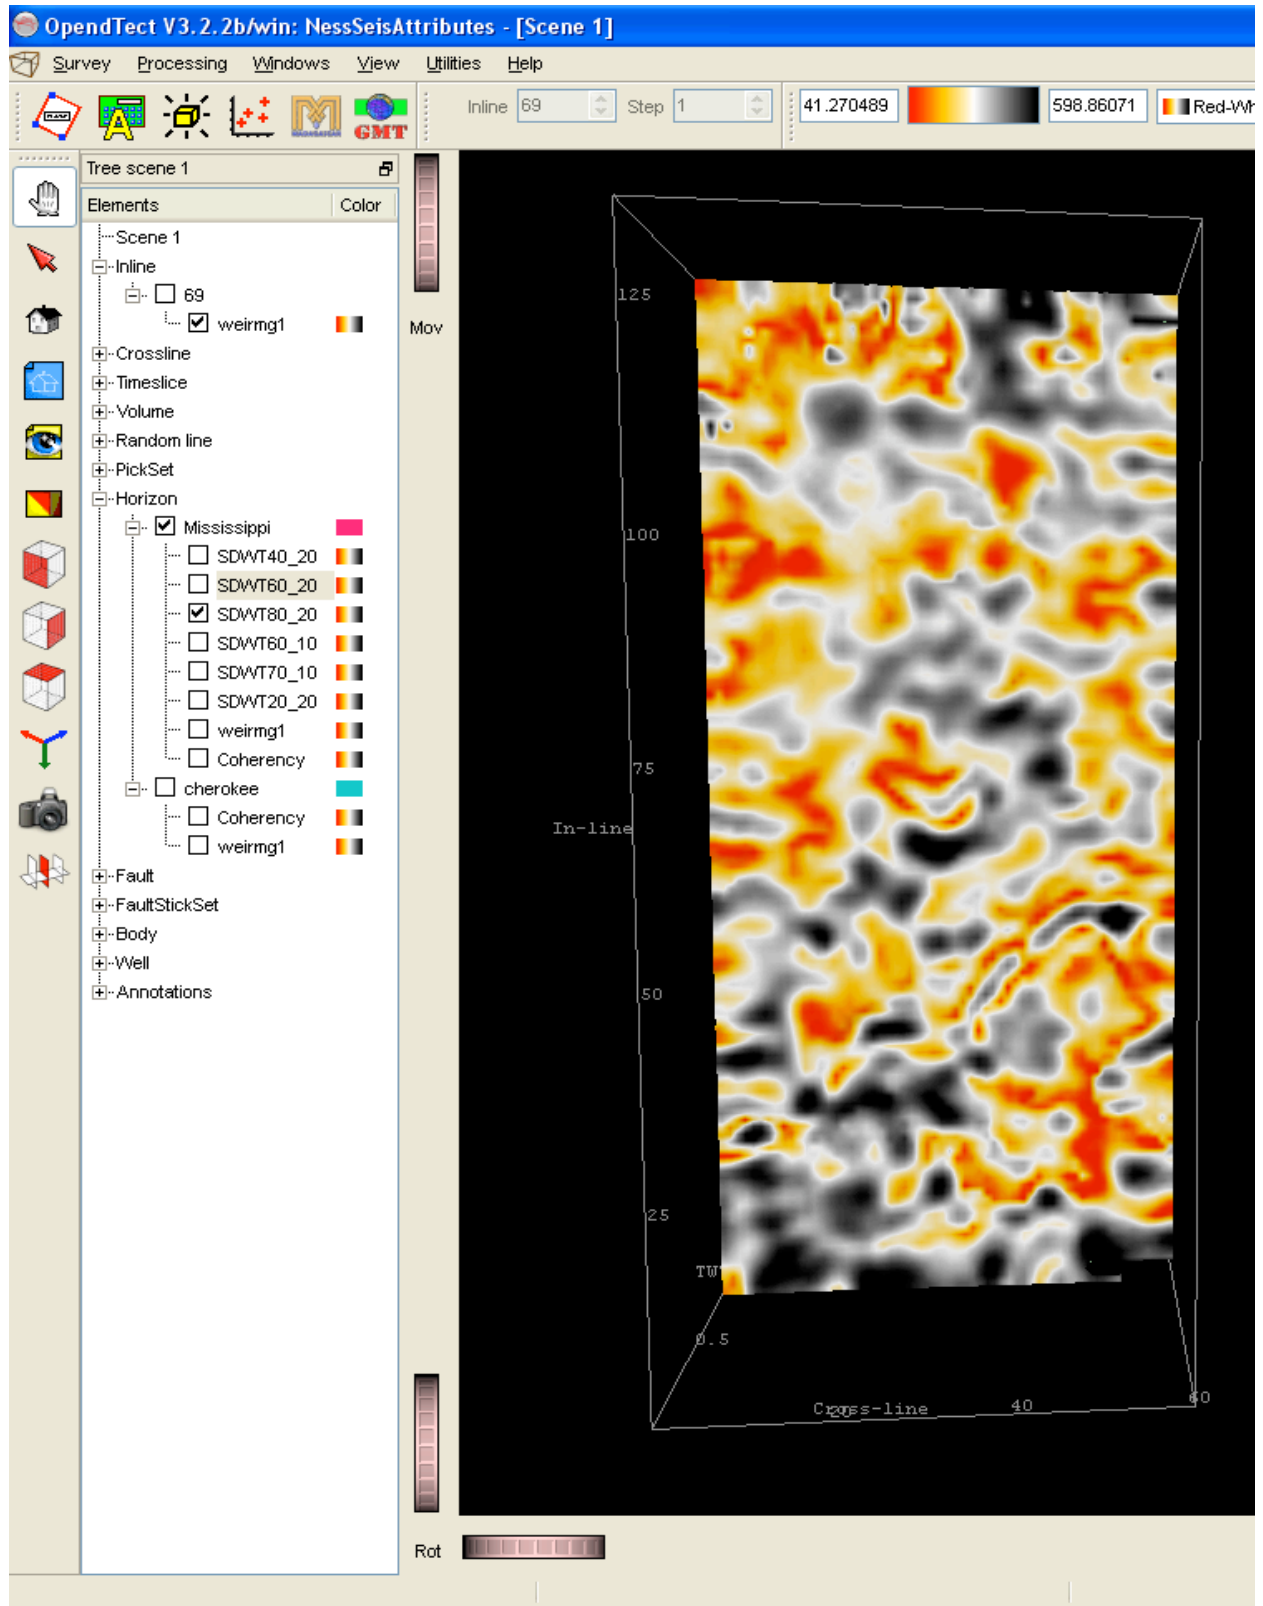 OpendTect V3.2.2b/win: NessSeisAttributes - [Scene 1]
Survey Processing Windows View Utilities Help
Inline 69 Step 1 41.270489 598.86071 Red-Wh
GMT
Tree scene 1
Elements Color
Scene 1
Inline
69
weirmg1
Mov
Crossline
Timeslice
Volume
Random line
PickSet
Horizon
Mississippi
SDWT40_20
SDWT60_20
SDWT80_20
SDWT60_10
SDWT70_10
SDWT20_20
weirmg1
Coherency
cherokee
Coherency
weirmg1
Fault
FaultStickSet
Body
Well
Annotations
125
100
75
In-line
50
25
TW
0.5
Cross-line
20
40
60
Rot